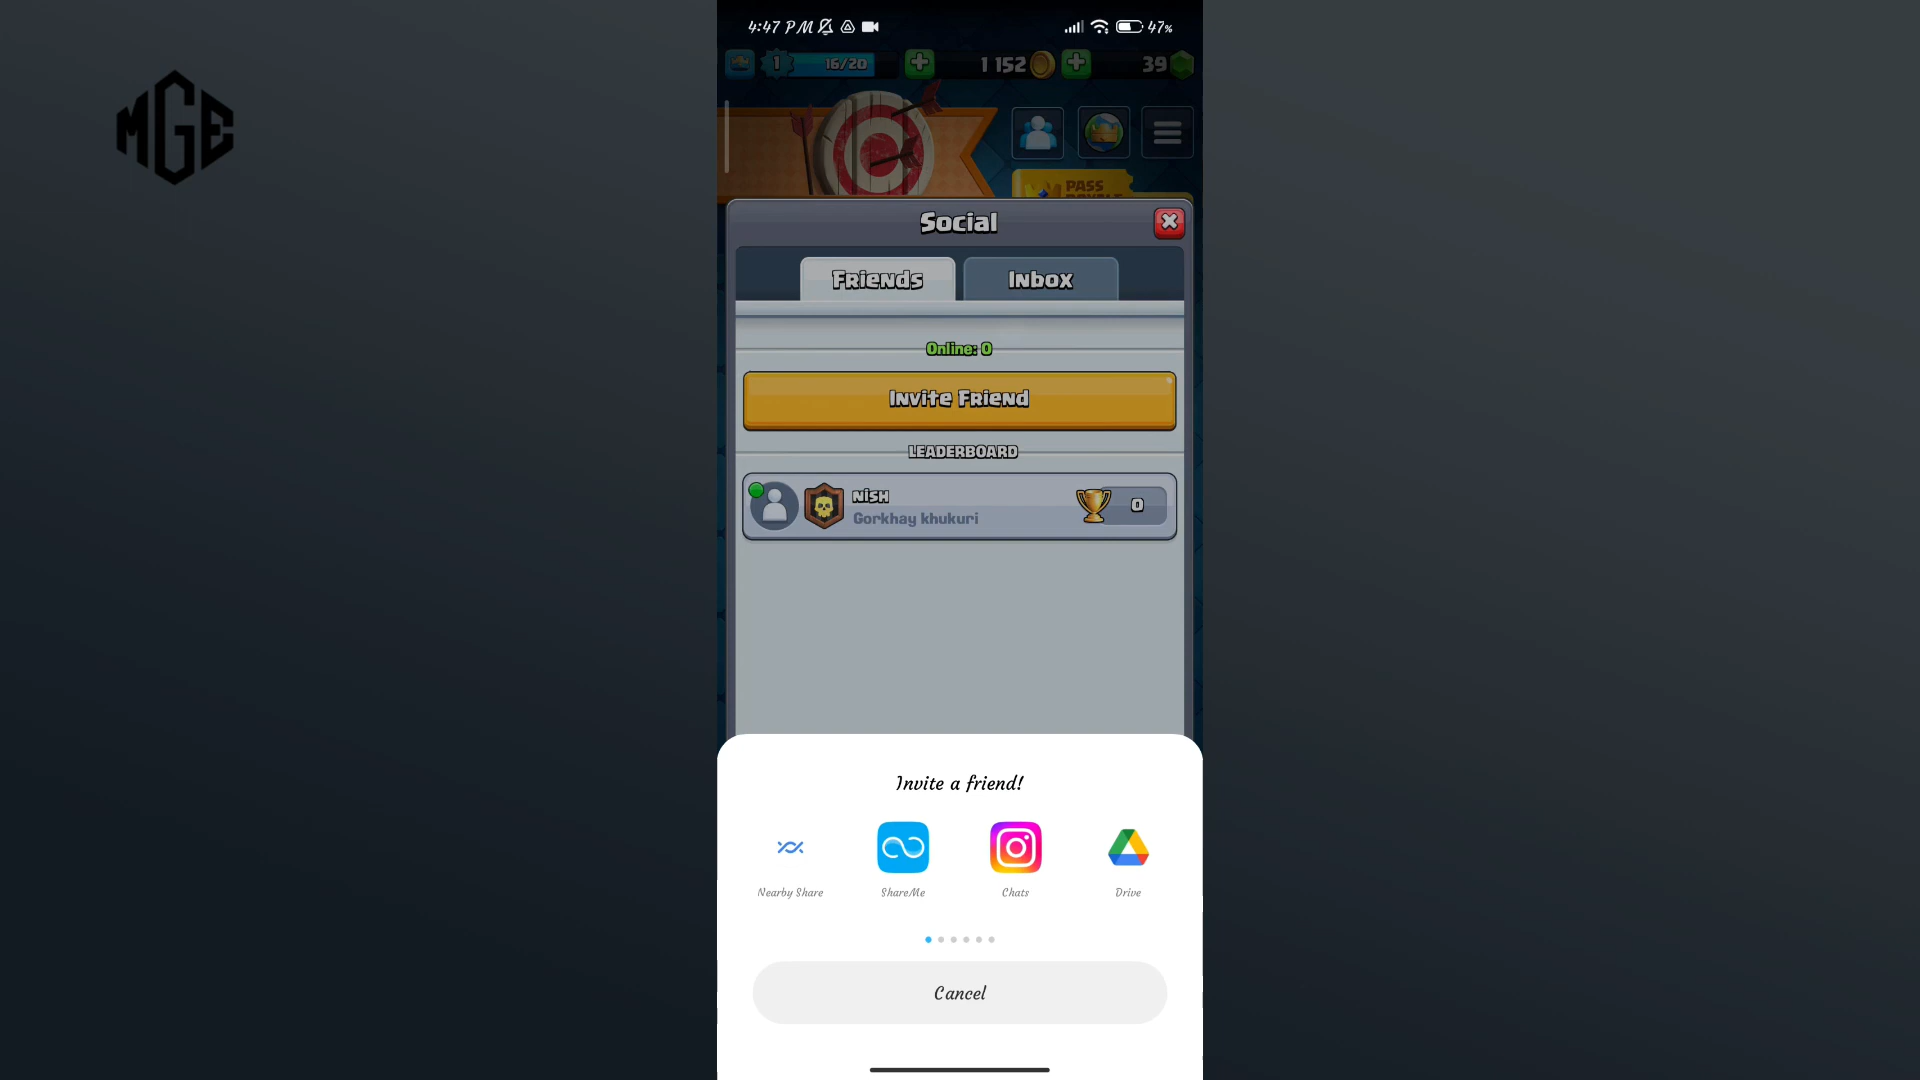 4:47 PM
47%
MGE
1
16/20
1 152
39
PASS
ROYALE
Social
Friends
Inbox
Online: 0
Invite Friend
LEADERBOARD
NISH
0
Gorkhay khukuri
Invite a friend!
Nearby Share
ShareMe
Chats
Drive
Cancel